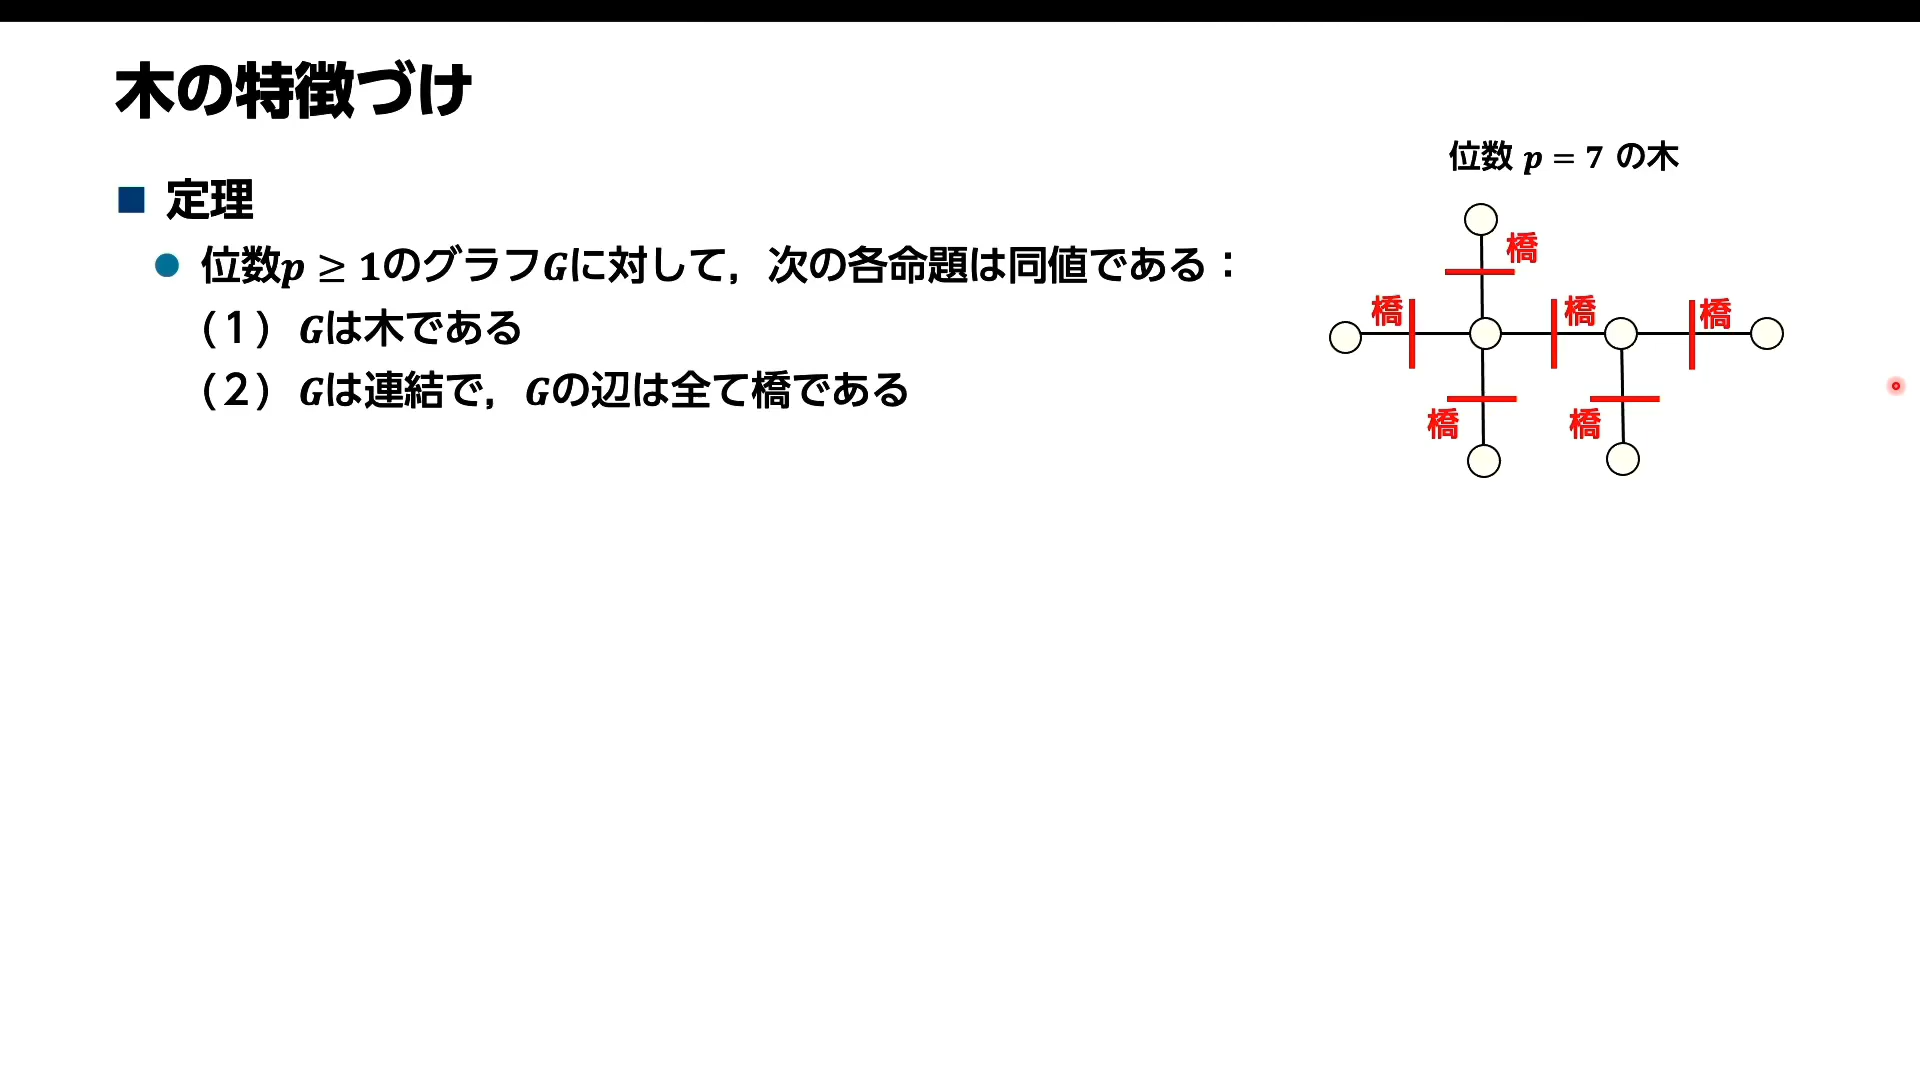 木の特徴づけ
定理
位数p ≥ 1のグラフGに対して，次の各命題は同値である：
（1）Gは木である
（2）Gは連結で，Gの辺は全て橋である
位数 p = 7 の木
橋
橋
橋
橋
橋
橋